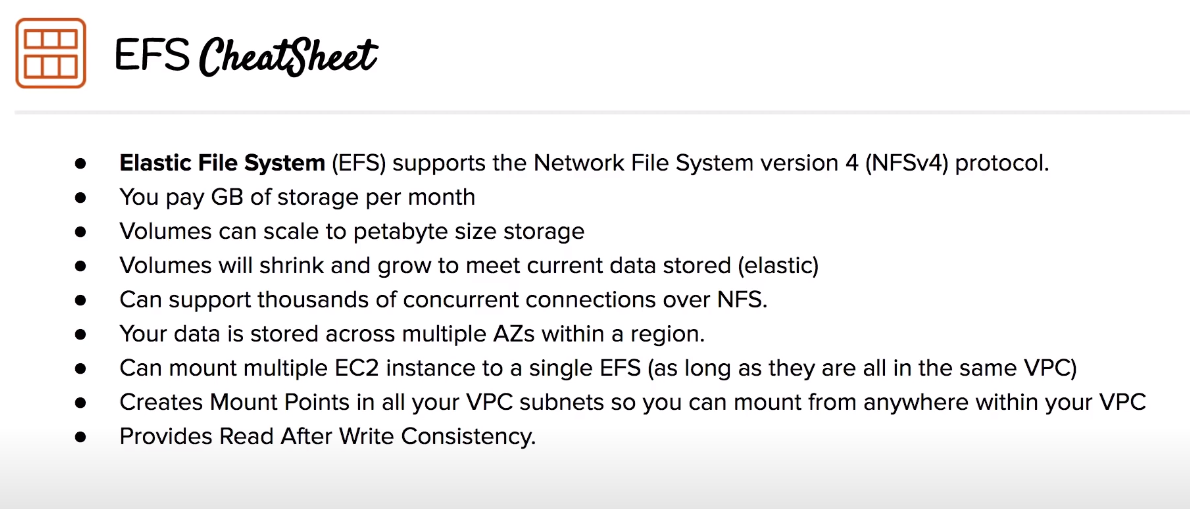 EFS CheatSheet
● Elastic File System (EFS) supports the Network File System version 4 (NFSv4) protocol.
● You pay GB of storage per month
● Volumes can scale to petabyte size storage
● Volumes will shrink and grow to meet current data stored (elastic)
● Can support thousands of concurrent connections over NFS.
● Your data is stored across multiple AZs within a region.
● Can mount multiple EC2 instance to a single EFS (as long as they are all in the same VPC)
● Creates Mount Points in all your VPC subnets so you can mount from anywhere within your VPC
● Provides Read After Write Consistency.